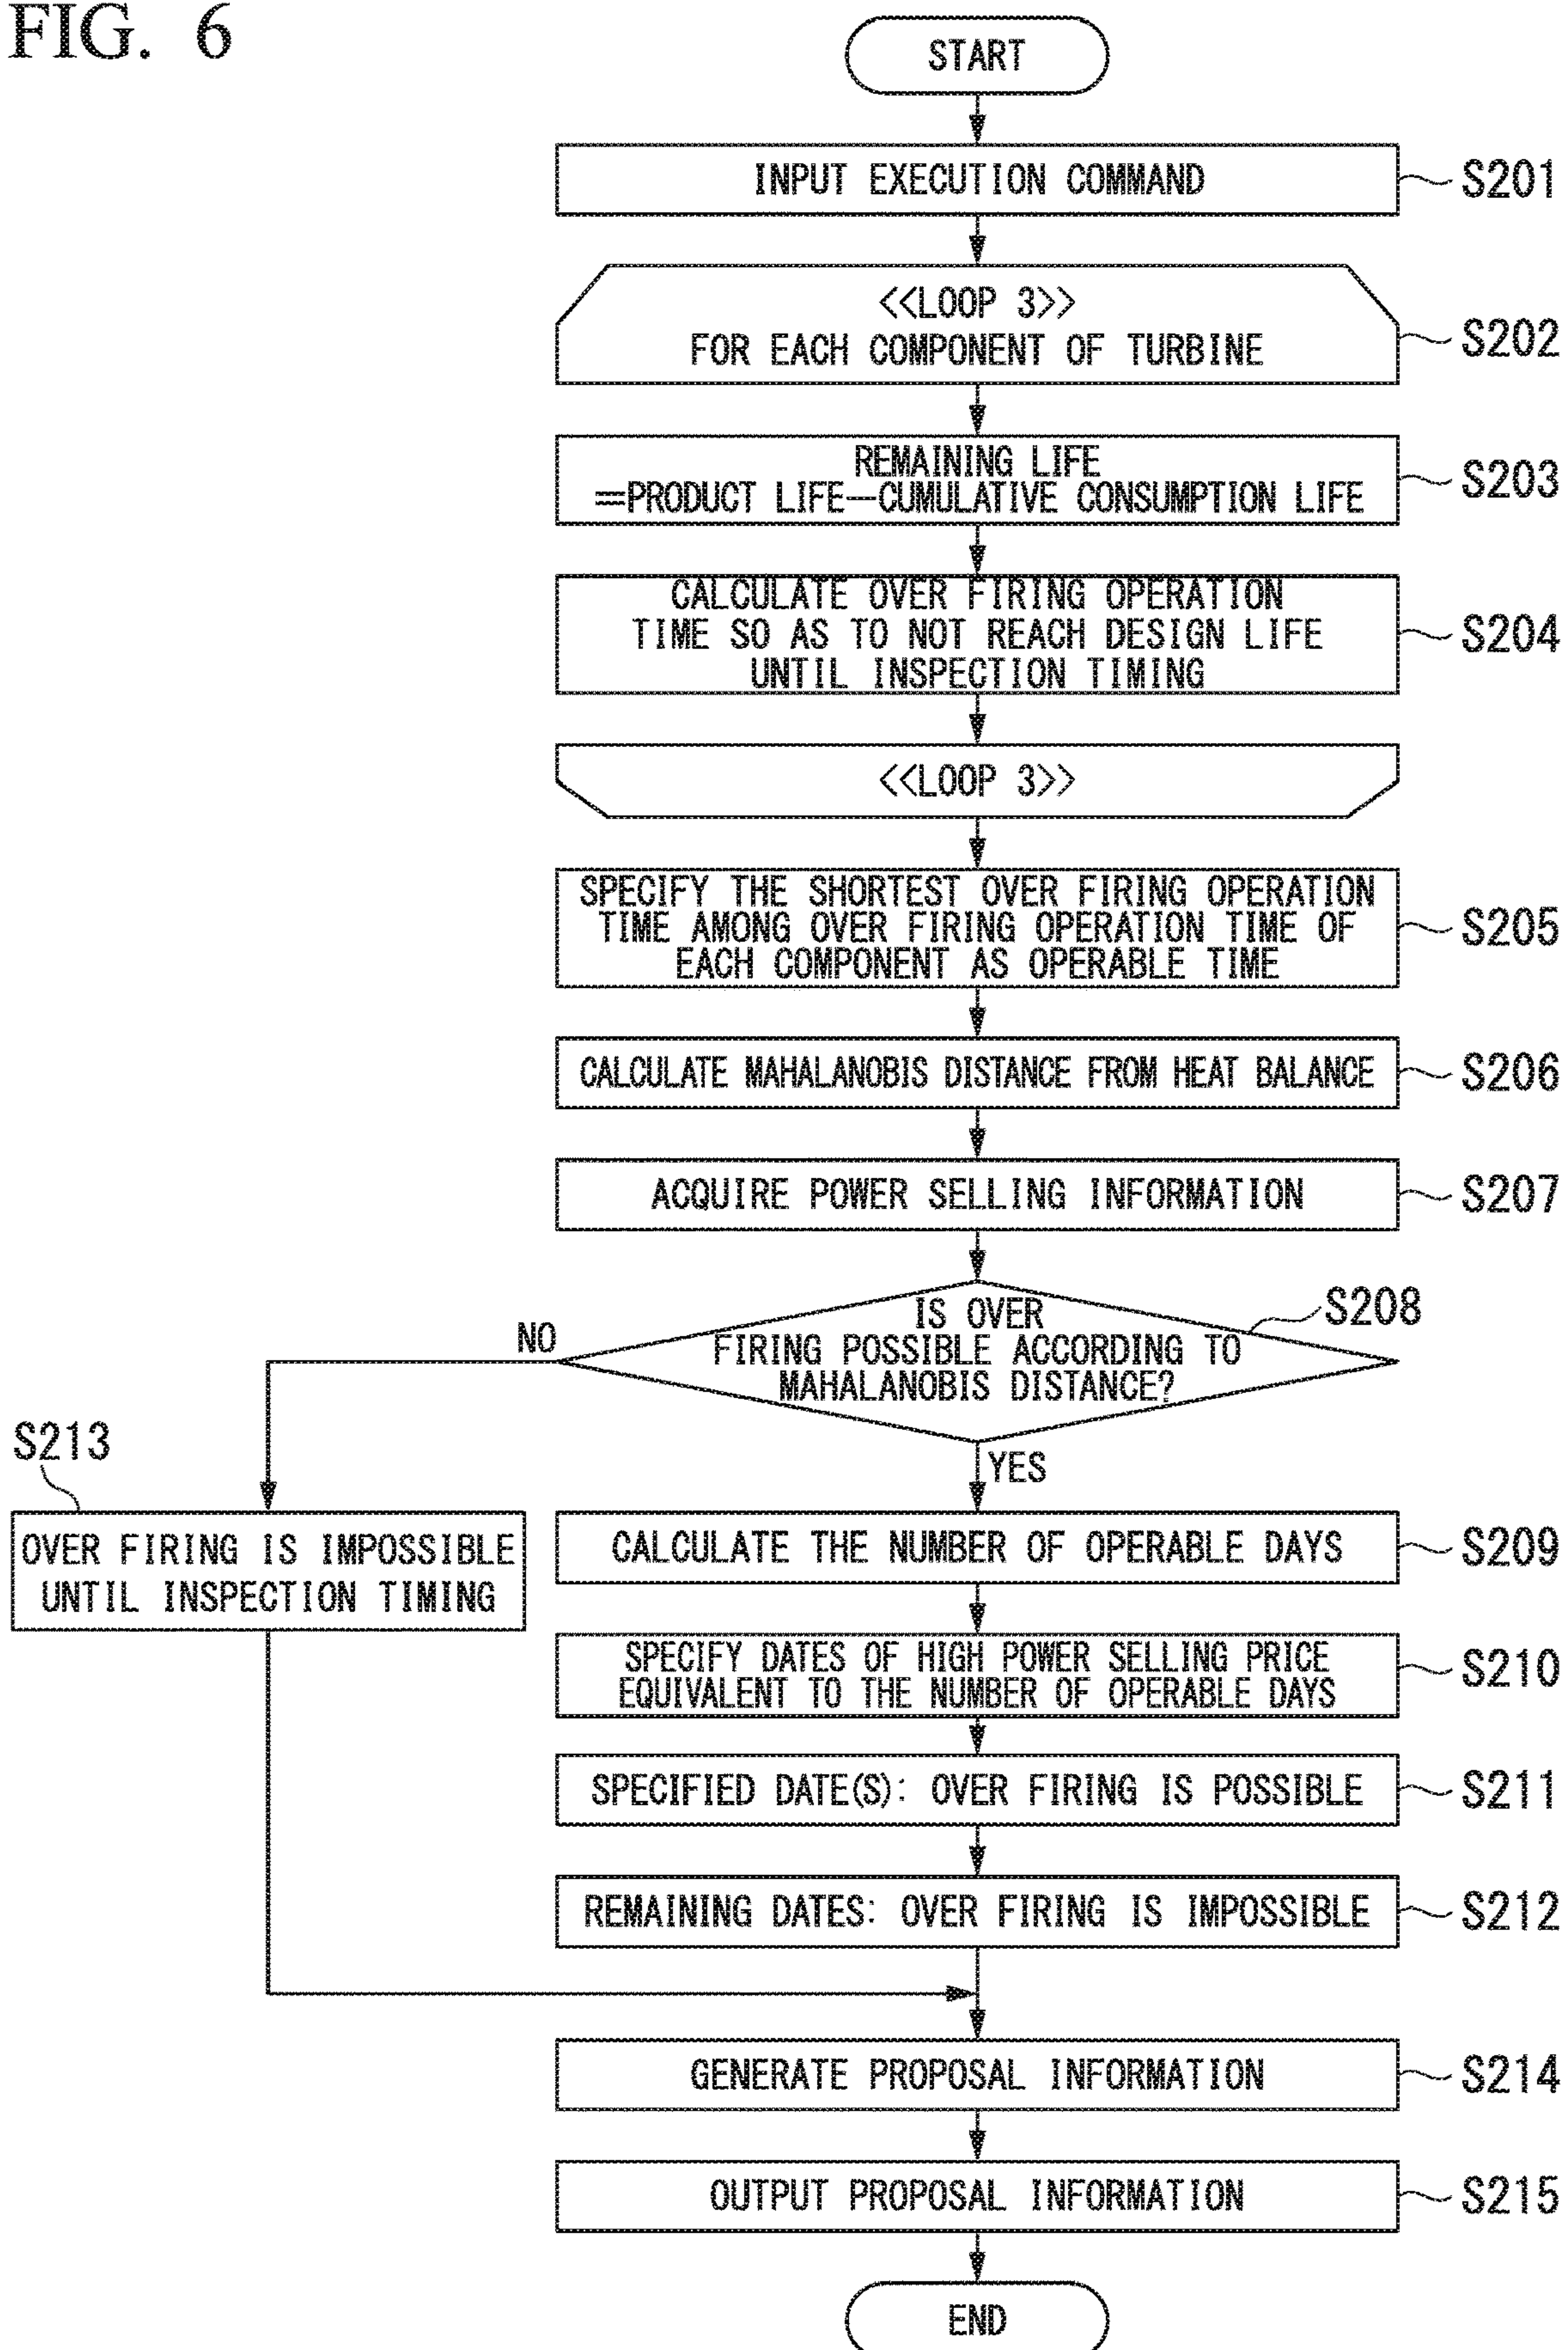 FIG. 6
START
INPUT EXECUTION COMMAND
S201
<<LOOP 3>>
FOR EACH COMPONENT OF TURBINE
S202
REMAINING LIFE
=PRODUCT LIFE—CUMULATIVE CONSUMPTION LIFE
S203
CALCULATE OVER FIRING OPERATION
TIME SO AS TO NOT REACH DESIGN LIFE
UNTIL INSPECTION TIMING
S204
<<LOOP 3>>
SPECIFY THE SHORTEST OVER FIRING OPERATION
TIME AMONG OVER FIRING OPERATION TIME OF
EACH COMPONENT AS OPERABLE TIME
S205
CALCULATE MAHALANOBIS DISTANCE FROM HEAT BALANCE
S206
ACQUIRE POWER SELLING INFORMATION
S207
IS OVER
FIRING POSSIBLE ACCORDING TO
MAHALANOBIS DISTANCE?
S208
NO
YES
S213
OVER FIRING IS IMPOSSIBLE
UNTIL INSPECTION TIMING
CALCULATE THE NUMBER OF OPERABLE DAYS
S209
SPECIFY DATES OF HIGH POWER SELLING PRICE
EQUIVALENT TO THE NUMBER OF OPERABLE DAYS
S210
SPECIFIED DATE(S): OVER FIRING IS POSSIBLE
S211
REMAINING DATES: OVER FIRING IS IMPOSSIBLE
S212
GENERATE PROPOSAL INFORMATION
S214
OUTPUT PROPOSAL INFORMATION
S215
END